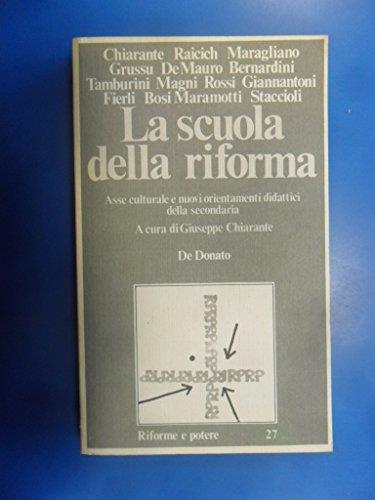 Chiarante Raicich Maragliano
Grussu De Mauro Bernardini
Tamburini Magni Rossi Giannantoni
Fierli Bosi Maramotti Staccioli
La scuola
della riforma
Asse culturale e nuovi orientamenti didattici
della secondaria
A cura di Giuseppe Chiarante
De Donato
Riforme e potere 27